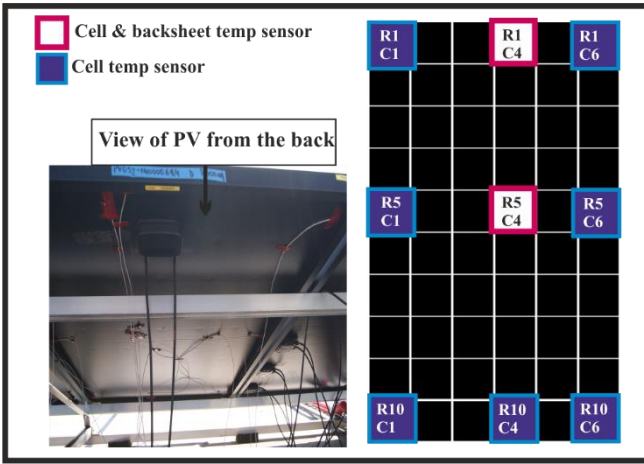 Cell & backsheet temp sensor
Cell temp sensor
View of PV from the back
R1 R1 R1
C1 C4 C6
R5 R5 R5
C1 C4 C6
R10 R10 R10
C1 C4 C6